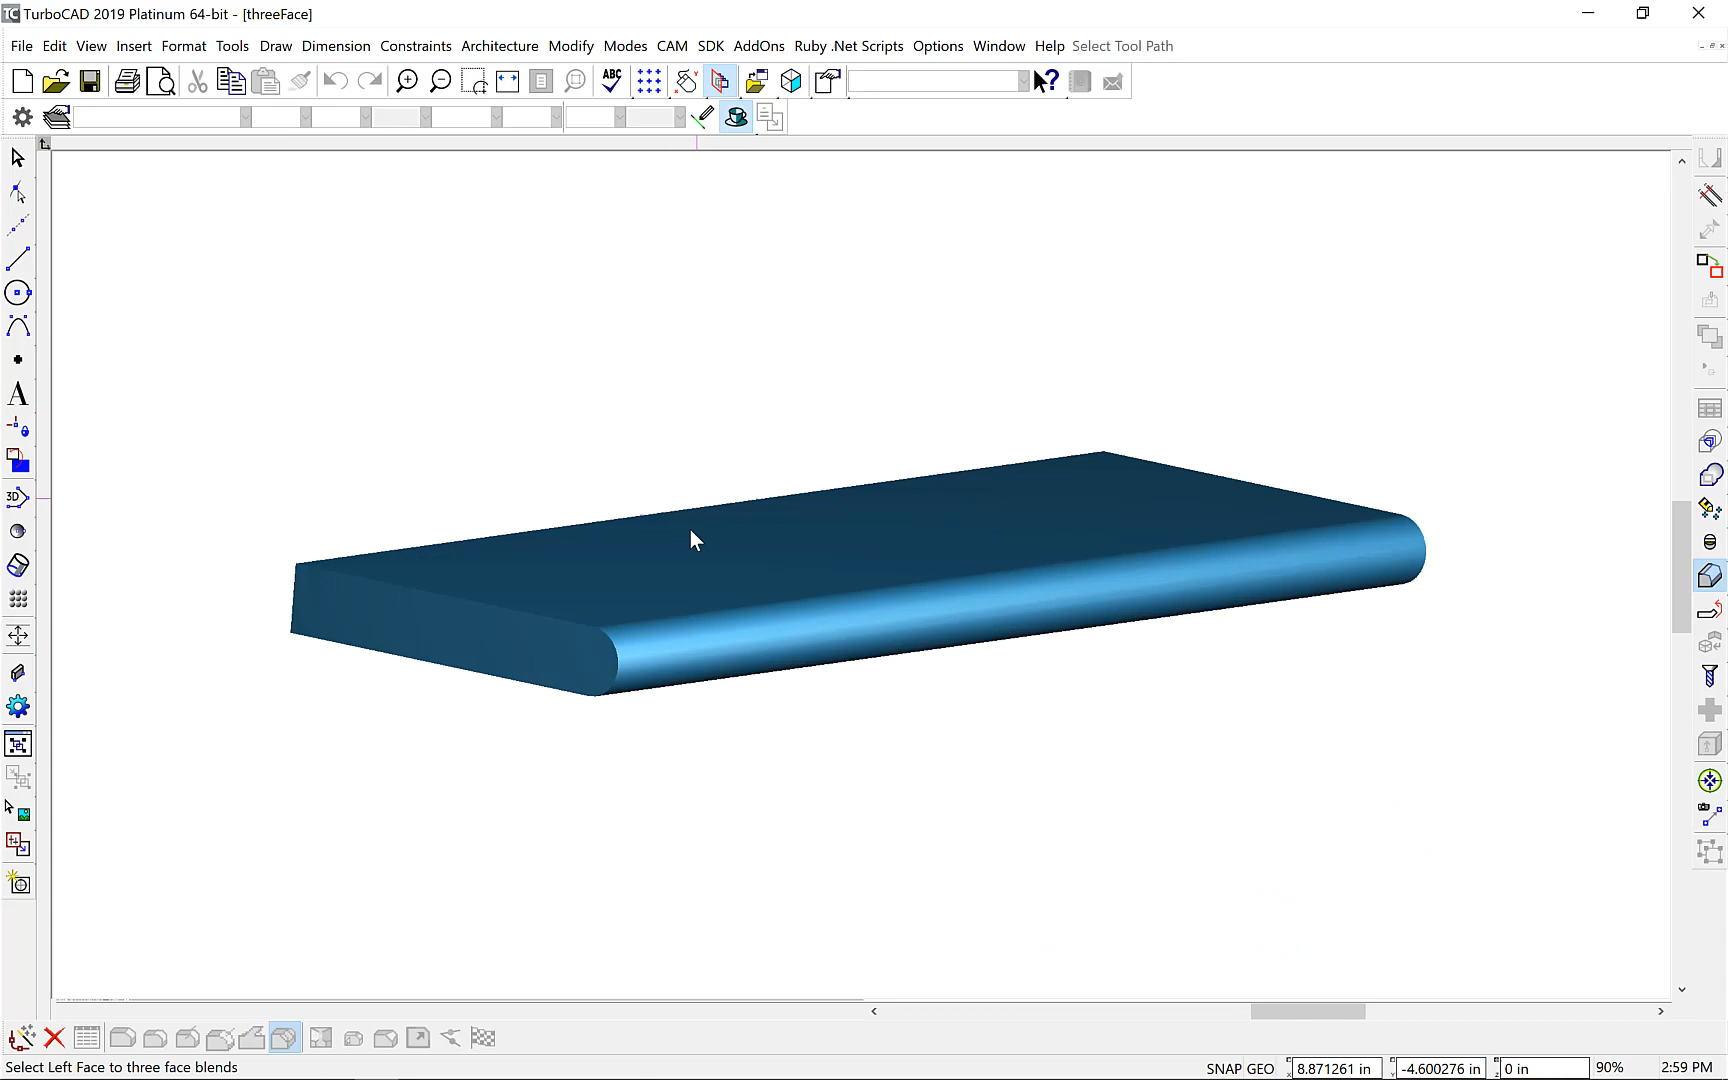 TC TurboCAD 2019 Platinum 64-bit - [threeFace]
File Edit View Insert Format Tools Draw Dimension Constraints Architecture Modify Modes CAM SDK AddOns Ruby .Net Scripts Options Window Help Select Tool Path
ABC
A
3D
Select Left Face to three face blends
SNAP GEO 8.871261 in -4.600276 in 0 in 90% 2:59 PM